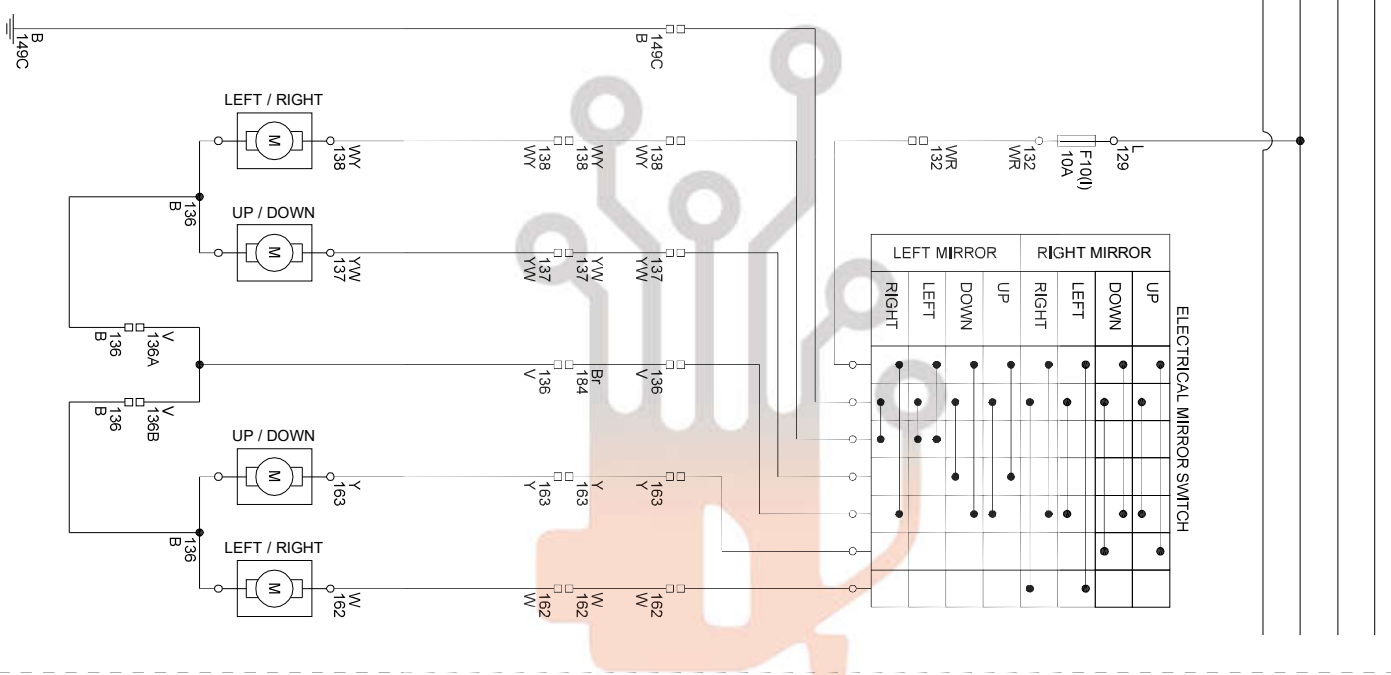 B
149C
B
149C
LEFT / RIGHT
M
WY
138
WY
138
WY
138
WY
138
WR
132
WR
132
F10(I)
10A
L
129
136
B
UP / DOWN
M
YW
137
YW
137
YW
137
YW
137
LEFT MIRROR
RIGHT MIRROR
RIGHT
LEFT
DOWN
UP
RIGHT
LEFT
DOWN
UP
ELECTRICAL MIRROR SWITCH
136
B
V
136A
136
V
Br
184
136
V
136
B
V
136B
UP / DOWN
M
Y
163
163
Y
Y
163
163
Y
136
B
LEFT / RIGHT
M
W
162
162
W
W
162
162
W